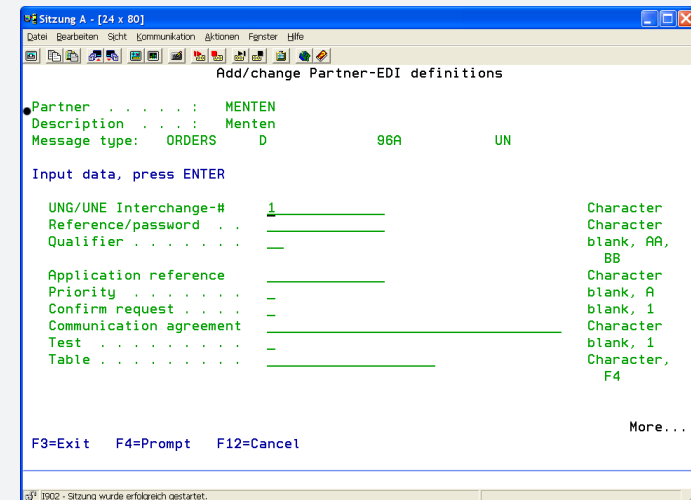 Sitzung A - [24 x 80]
Datei Bearbeiten Sicht Kommunikation Aktionen Fenster Hilfe
Add/change Partner-EDI definitions
Partner . . . . . : MENTEN
Description . . . : Menten
Message type: ORDERS D 96A UN
Input data, press ENTER
UNG/UNE Interchange-# 1 Character
Reference/password . . Character
Qualifier . . . . . . . blank, AA,
BB
Application reference Character
Priority . . . . . . . blank, A
Confirm request . . . . blank, 1
Communication agreement Character
Test . . . . . . . . . blank, 1
Table . . . . . . . . . Character,
F4
More...
F3=Exit F4=Prompt F12=Cancel
I902 - Sitzung wurde erfolgreich gestartet.